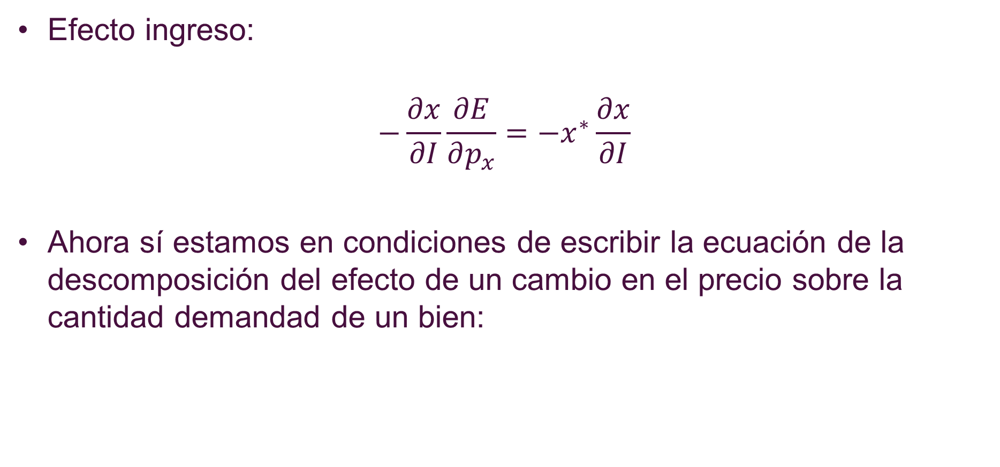 • Efecto ingreso:
$-\frac{\partial x}{\partial I}\frac{\partial E}{\partial p_x} = -x^* \frac{\partial x}{\partial I}$
• Ahora sí estamos en condiciones de escribir la ecuación de la
descomposición del efecto de un cambio en el precio sobre la
cantidad demandad de un bien: